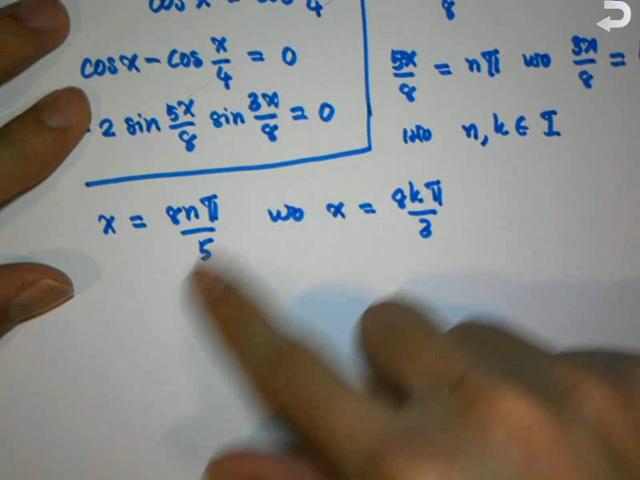 cos x - cos x/4 = 0
-2 sin 5x/8 sin 3x/8 = 0
8
5x/8 = nπ หรือ 3x/8 =
เมื่อ n, k ∈ I
x = 8nπ/5 หรือ x = 8kπ/3